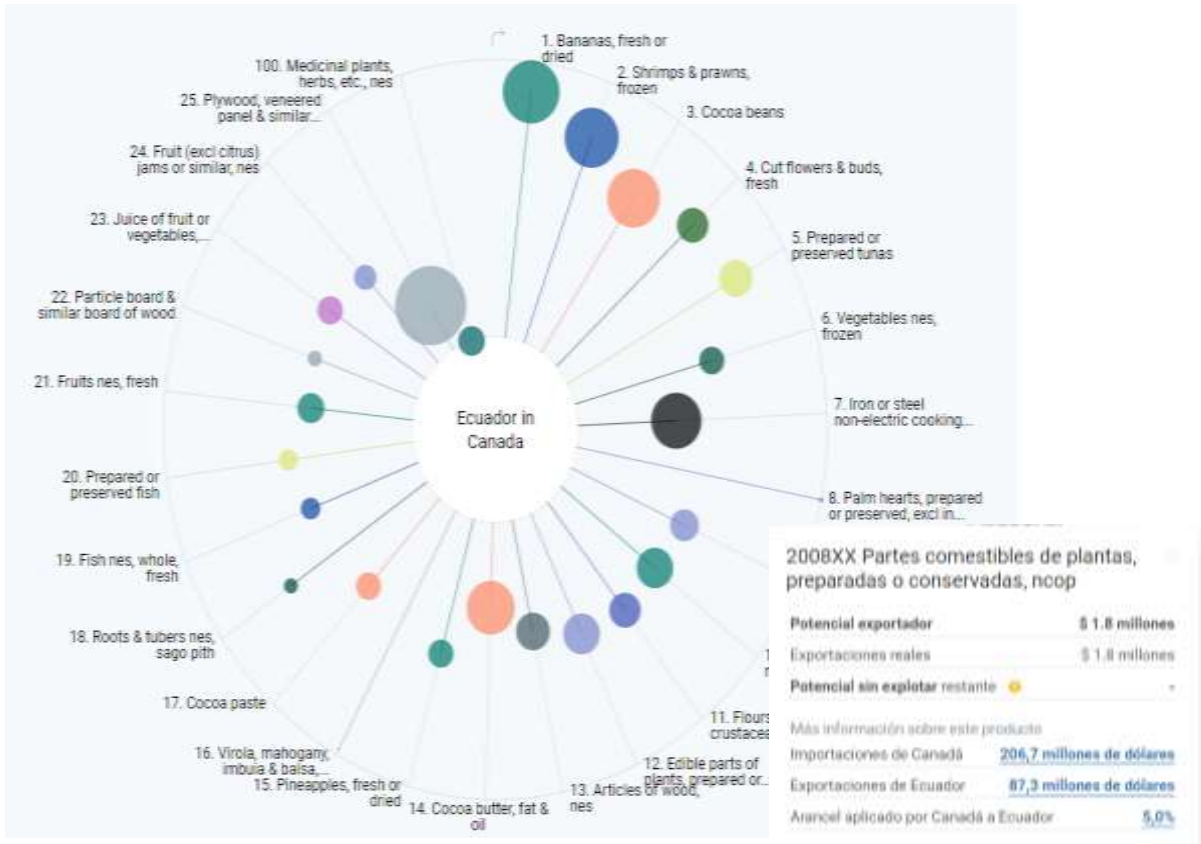 1. Bananas, fresh or
dried
2. Shrimps & prawns,
frozen
3. Cocoa beans
4. Cut flowers & buds,
fresh
5. Prepared or
preserved tunas
6. Vegetables nes,
frozen
7. Iron or steel
non-electric cooking...
8. Palm hearts, prepared
or preserved, excl in...
11. Flours
crustacea
12. Edible parts of
plants, prepared or...
13. Articles of wood,
nes
14. Cocoa butter, fat &
oil
15. Pineapples, fresh or
dried
16. Virola, mahogany,
imbuia & balsa,...
17. Cocoa paste
18. Roots & tubers nes,
sago pith
19. Fish nes, whole,
fresh
20. Prepared or
preserved fish
21. Fruits nes, fresh
22. Particle board &
similar board of wood
23. Juice of fruit or
vegetables,...
24. Fruit (excl citrus)
jams or similar, nes
25. Plywood, veneered
panel & similar...
100. Medicinal plants,
herbs, etc., nes
Ecuador in
Canada
2008XX Partes comestibles de plantas,
preparadas o conservadas, ncop
Potencial exportador $ 1.8 millones
Exportaciones reales $ 1.8 millones
Potencial sin explotar restante -
Más información sobre este producto
Importaciones de Canadá 206,7 millones de dólares
Exportaciones de Ecuador 87,3 millones de dólares
Arancel aplicado por Canadá a Ecuador 5,0%